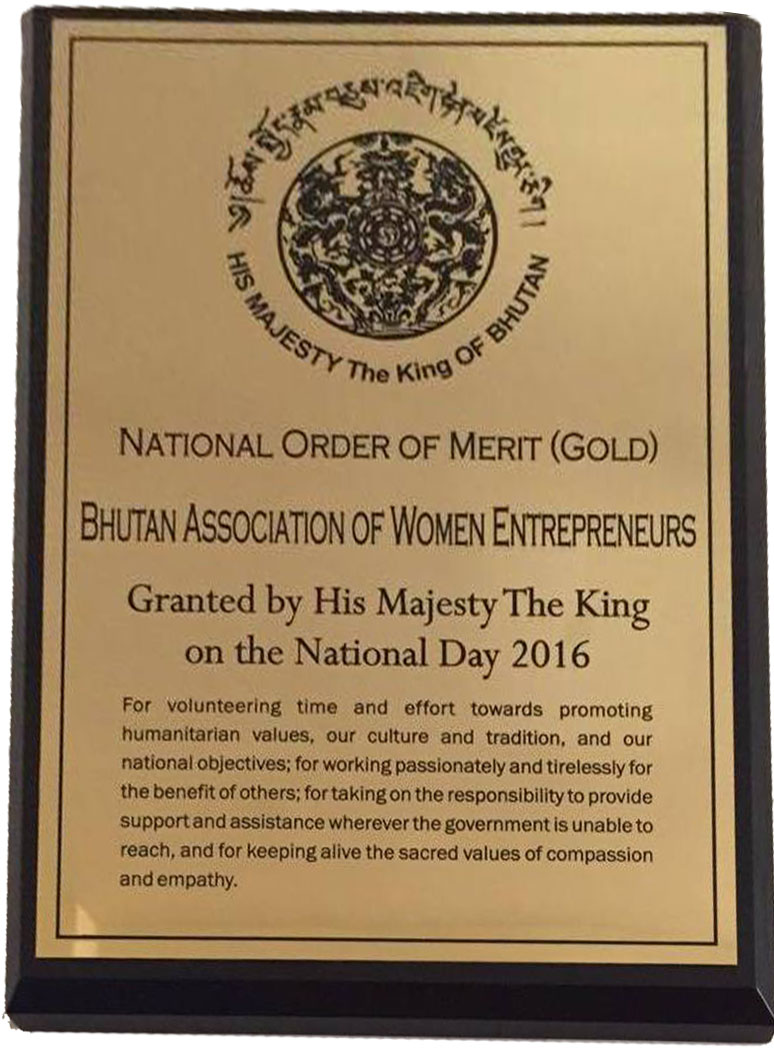 HIS MAJESTY The King OF BHUTAN
NATIONAL ORDER OF MERIT (GOLD)
BHUTAN ASSOCIATION OF WOMEN ENTREPRENEURS
Granted by His Majesty The King
on the National Day 2016
For volunteering time and effort towards promoting
humanitarian values, our culture and tradition, and our
national objectives; for working passionately and tirelessly for
the benefit of others; for taking on the responsibility to provide
support and assistance wherever the government is unable to
reach, and for keeping alive the sacred values of compassion
and empathy.